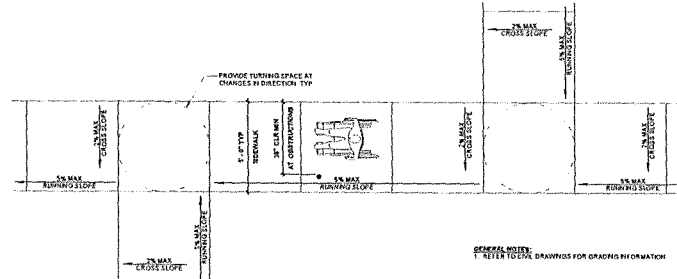 2% MAX
CROSS SLOPE
5% MAX
RUNNING SLOPE
PROVIDE TURNING SPACE AT
CHANGES IN DIRECTION TYP
2% MAX
CROSS SLOPE
5'-0" TYP
SIDEWALK
36" CLR MIN
AT OBSTRUCTIONS
2% MAX
CROSS SLOPE
2% MAX
CROSS SLOPE
5% MAX
RUNNING SLOPE
5% MAX
RUNNING SLOPE
5% MAX
RUNNING SLOPE
2% MAX
CROSS SLOPE
5% MAX
RUNNING SLOPE
GENERAL NOTES:
1. REFER TO CIVIL DRAWINGS FOR GRADING INFORMATION